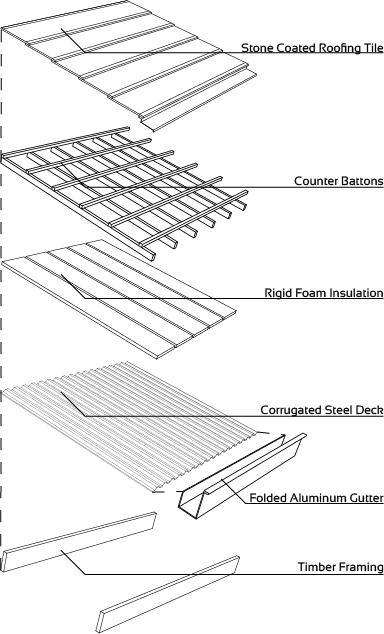 Stone Coated Roofing Tile
Counter Battons
Rigid Foam Insulation
Corrugated Steel Deck
Folded Aluminum Gutter
Timber Framing